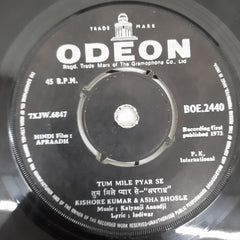 TRADE MARK
ODEON
Regd. Trade Mark of The Gramophone Co. Ltd.
45 R.P.M.
7XJW.6847
BOE.2440
HINDI Film :
APRAADH
Recording first
published 1972
P. K.
International
TUM MILE PYAR SE
तुम मिले प्यार से-"अपराध"
KISHORE KUMAR & ASHA BHOSLE
Music : Kalyanji Anandji
Lyric : Indiwar